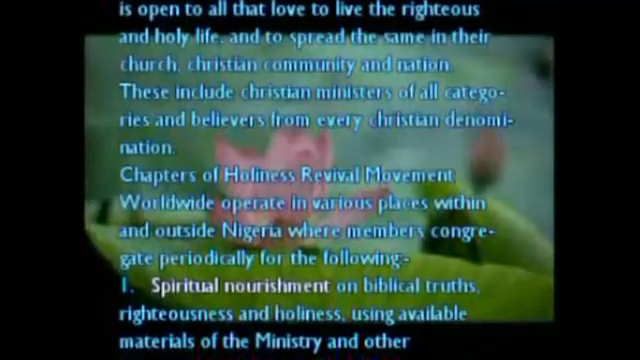 is open to all that love to live the righteous
and holy life, and to spread the same in their
church, christian community and nation.
These include christian ministers of all catego-
ries and believers from every christian denomi-
nation.
Chapters of Holiness Revival Movement
Worldwide operate in various places within
and outside Nigeria where members congre-
gate periodically for the following:-
1. Spiritual nourishment on biblical truths,
righteousness and holiness, using available
materials of the Ministry and other